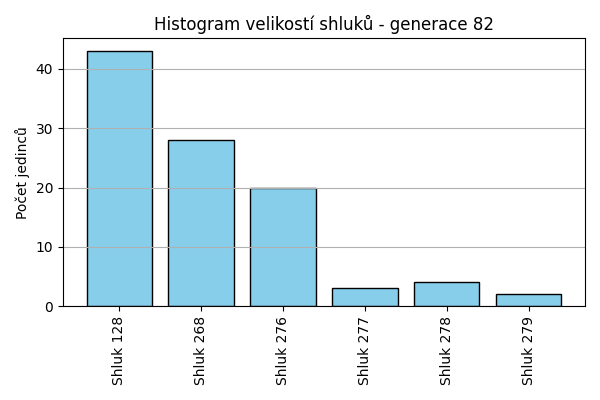 Histogram velikostí shluků - generace 82
Počet jedinců
40
30
20
10
0
Shluk 128
Shluk 268
Shluk 276
Shluk 277
Shluk 278
Shluk 279